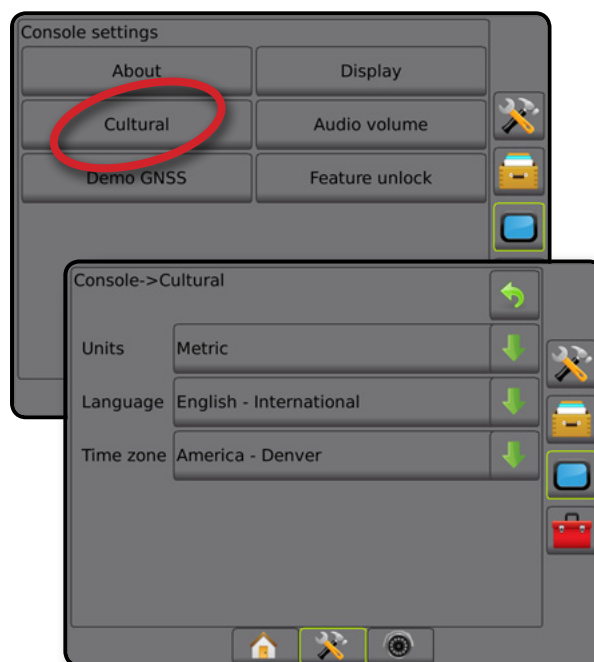 Console settings
About Display
Cultural Audio volume
Demo GNSS Feature unlock
Console->Cultural
Units Metric
Language English - International
Time zone America - Denver